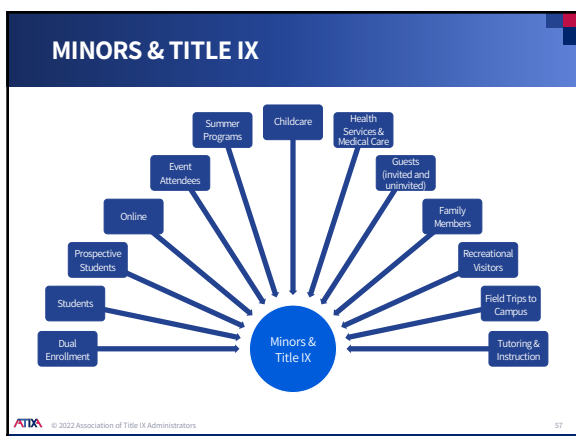 MINORS & TITLE IX
Childcare
Summer
Programs
Health
Services &
Medical Care
Event
Attendees
Guests
(invited and
uninvited)
Online
Family
Members
Prospective
Students
Recreational
Visitors
Students
Field Trips to
Campus
Dual
Enrollment
Minors &
Title IX
Tutoring &
Instruction
ATIXA © 2022 Association of Title IX Administrators
57